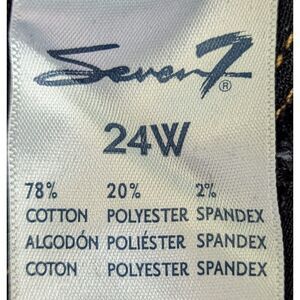 Seven7®
24W
78% 20% 2%
COTTON POLYESTER SPANDEX
ALGODÓN POLIÉSTER SPANDEX
COTON POLYESTER SPANDEX